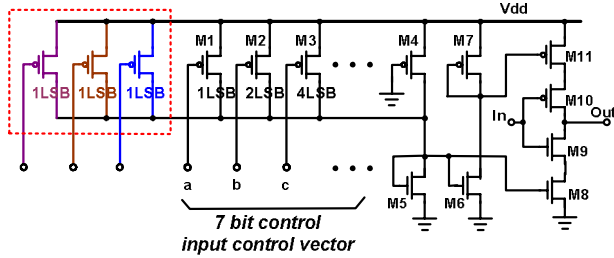 Vdd
M1 M2 M3 M4 M7
M11
1LSB 1LSB 1LSB 1LSB 2LSB 4LSB
M10
In Out
M9
a b c M5 M6 M8
7 bit control
input control vector